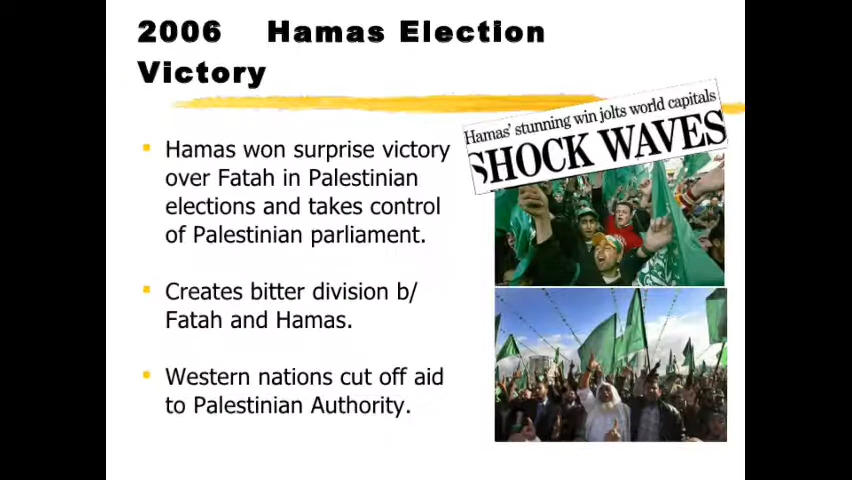 2006 Hamas Election
Victory
Hamas' stunning win jolts world capitals
SHOCK WAVES
Hamas won surprise victory
over Fatah in Palestinian
elections and takes control
of Palestinian parliament.
Creates bitter division b/
Fatah and Hamas.
Western nations cut off aid
to Palestinian Authority.